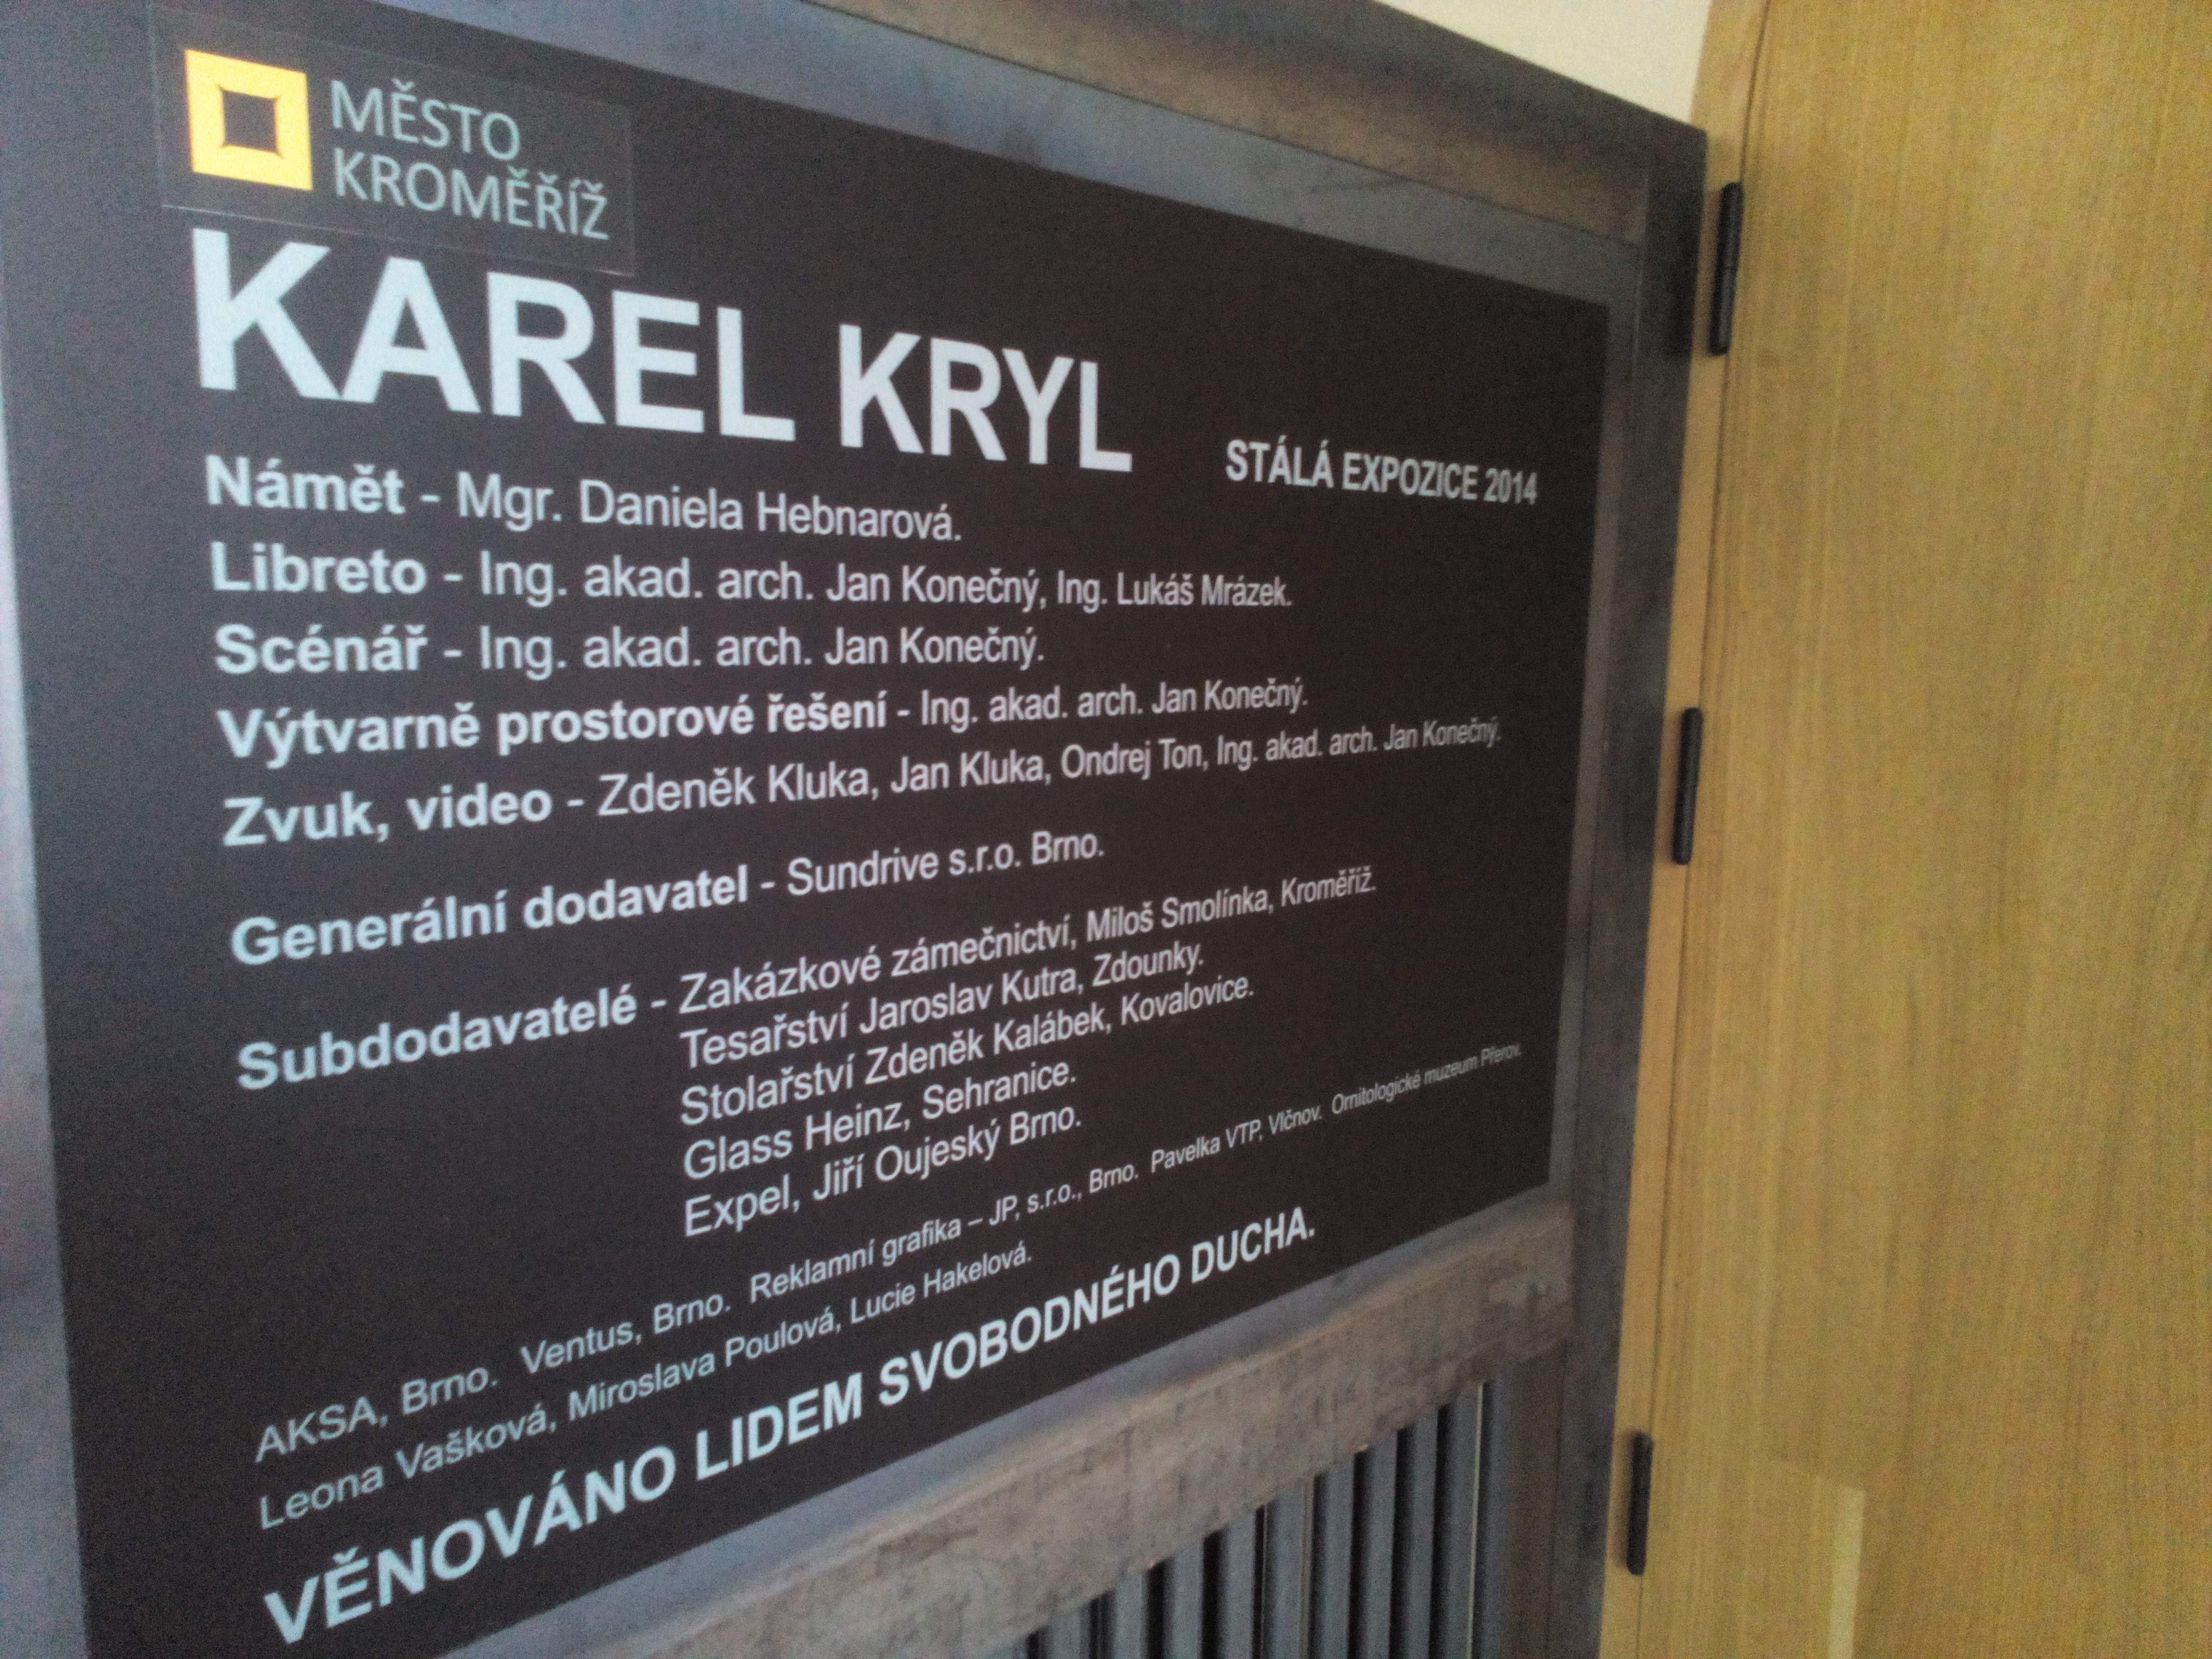 MĚSTO
KROMĚŘÍŽ
KAREL KRYL
STÁLÁ EXPOZICE 2014
Námět - Mgr. Daniela Hebnarová.
Libreto - Ing. akad. arch. Jan Konečný, Ing. Lukáš Mrázek.
Scénář - Ing. akad. arch. Jan Konečný.
Výtvarně prostorové řešení - Ing. akad. arch. Jan Konečný.
Zvuk, video - Zdeněk Kluka, Jan Kluka, Ondrej Ton, Ing. akad. arch. Jan Konečný.
Generální dodavatel - Sundrive s.r.o. Brno.
Subdodavatelé - Zakázkové zámečnictví, Miloš Smolínka, Kroměříž.
Tesařství Jaroslav Kutra, Zdounky.
Stolařství Zdeněk Kalábek, Kovalovice.
Glass Heinz, Sehranice.
Expel, Jiří Oujeský Brno.
AKSA, Brno. Ventus, Brno. Reklamní grafika – JP, s.r.o., Brno. Pavelka VTP, Vlčnov. Ornitologické muzeum Přerov.
Leona Vašková, Miroslava Poulová, Lucie Hakelová.
VĚNOVÁNO LIDEM SVOBODNÉHO DUCHA.